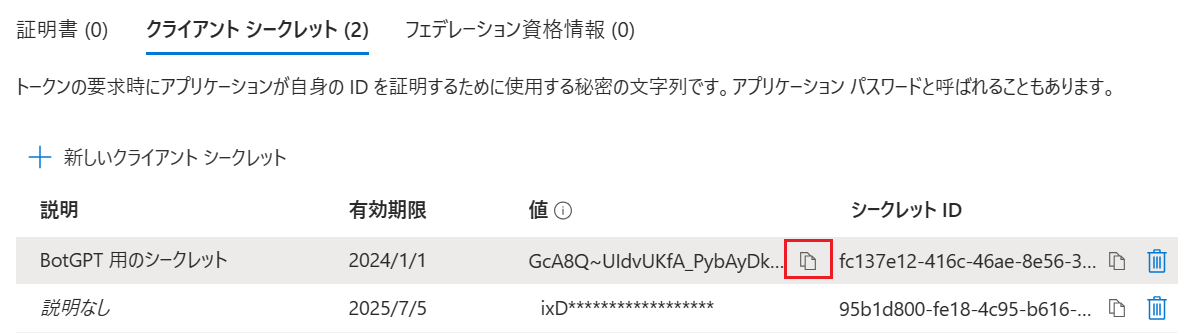 証明書 (0) クライアント シークレット (2) フェデレーション資格情報 (0)
トークンの要求時にアプリケーションが自身の ID を証明するために使用する秘密の文字列です。アプリケーション パスワードと呼ばれることもあります。
新しいクライアント シークレット
説明 有効期限 値 シークレット ID
BotGPT 用のシークレット 2024/1/1 GcA8Q~UIdvUKfA_PybAyDk... fc137e12-416c-46ae-8e56-3...
説明なし 2025/7/5 ixD****************** 95b1d800-fe18-4c95-b616-...